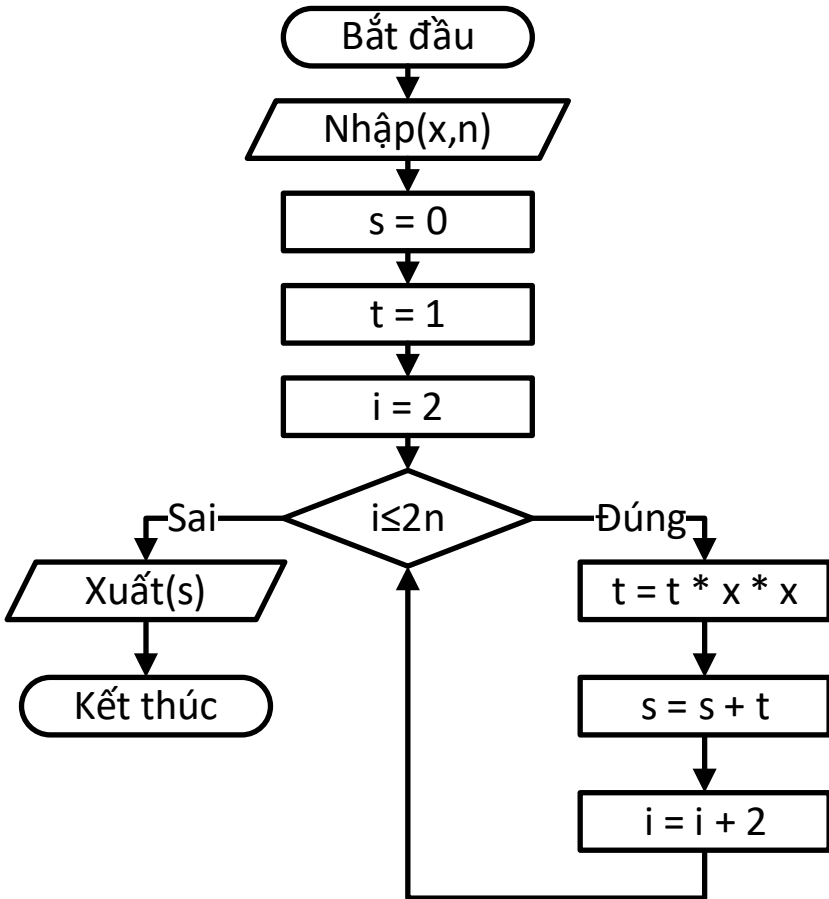 Bắt đầu
Nhập(x,n)
s = 0
t = 1
i = 2
i≤2n
Sai
Đúng
Xuất(s)
Kết thúc
t = t * x * x
s = s + t
i = i + 2